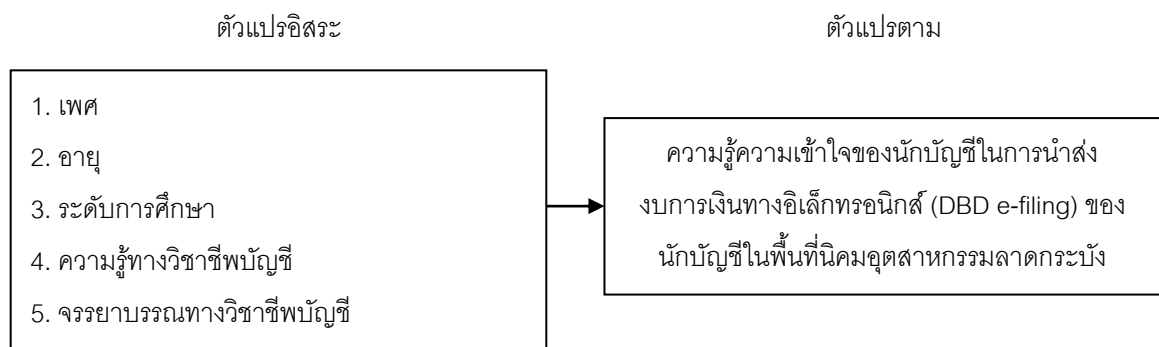 ตัวแปรอิสระ
ตัวแปรตาม
1. เพศ
2. อายุ
3. ระดับการศึกษา
4. ความรู้ทางวิชาชีพบัญชี
5. จรรยาบรรณทางวิชาชีพบัญชี
ความรู้ความเข้าใจของนักบัญชีในการนำส่ง
งบการเงินทางอิเล็กทรอนิกส์ (DBD e-filing) ของ
นักบัญชีในพื้นที่นิคมอุตสาหกรรมลาดกระบัง